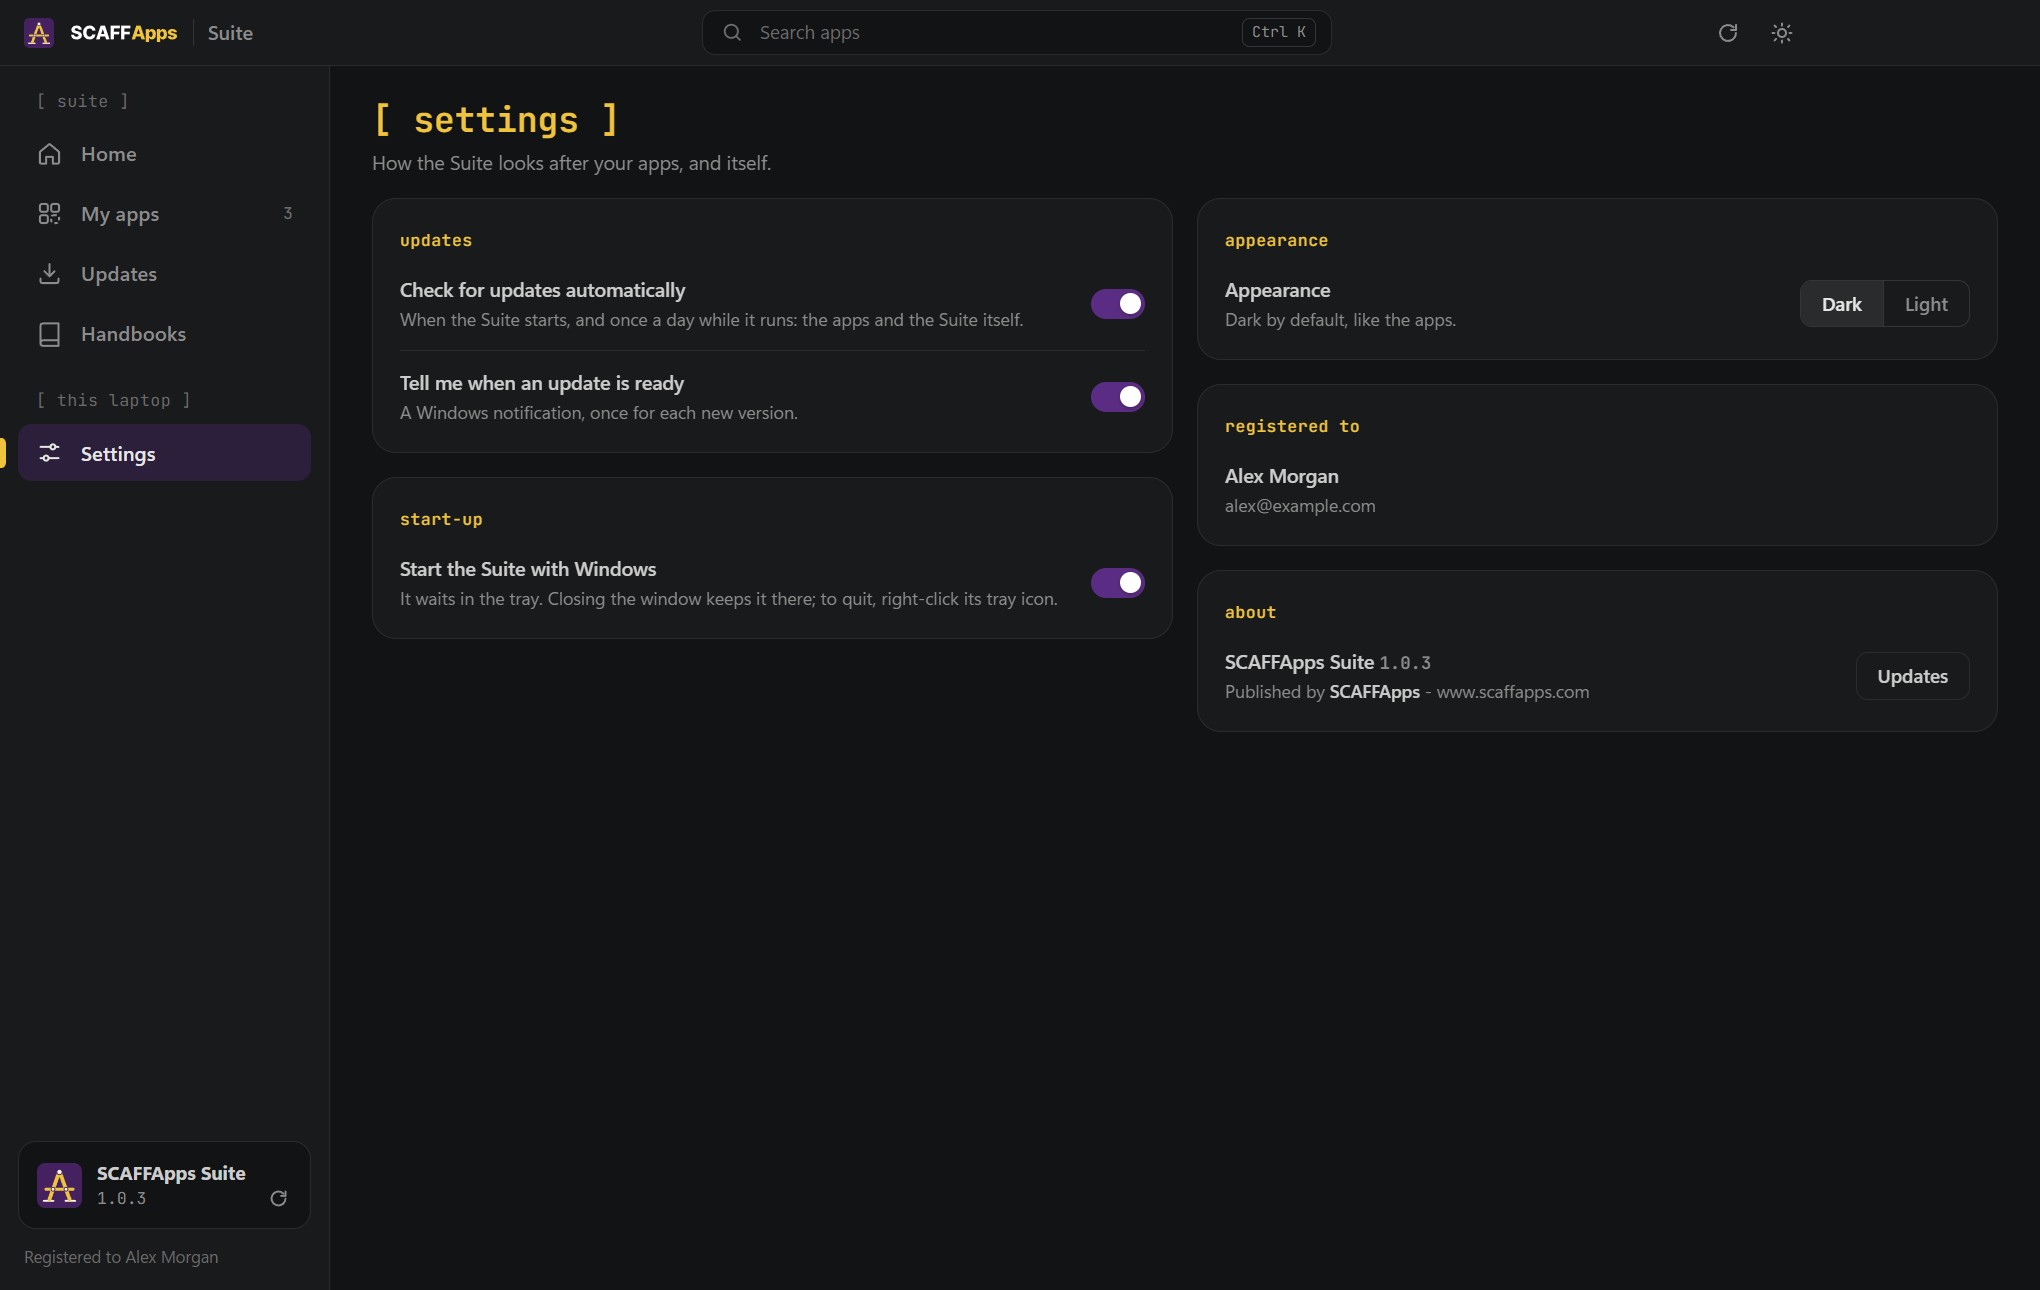 SCAFFApps Suite
Search apps
Ctrl K
[ suite ]
Home
My apps 3
Updates
Handbooks
[ this laptop ]
Settings
SCAFFApps Suite
1.0.3
Registered to Alex Morgan
[ settings ]
How the Suite looks after your apps, and itself.
updates
Check for updates automatically
When the Suite starts, and once a day while it runs: the apps and the Suite itself.
Tell me when an update is ready
A Windows notification, once for each new version.
start-up
Start the Suite with Windows
It waits in the tray. Closing the window keeps it there; to quit, right-click its tray icon.
appearance
Appearance
Dark by default, like the apps.
Dark Light
registered to
Alex Morgan
alex@example.com
about
SCAFFApps Suite 1.0.3
Published by SCAFFApps - www.scaffapps.com
Updates